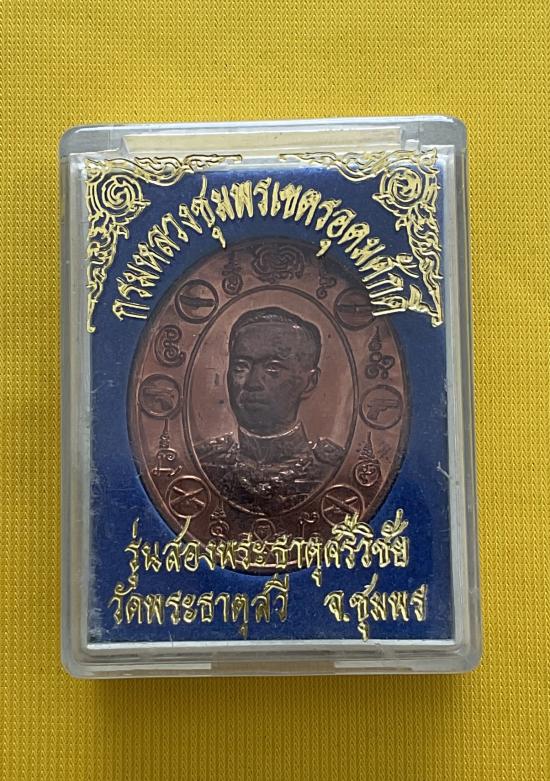 กรมหลวงชุมพรเขตรอุดมศักดิ์
รุ่นสองพระธาตุศรีวิชัย
วัดพระธาตุสวี จ.ชุมพร